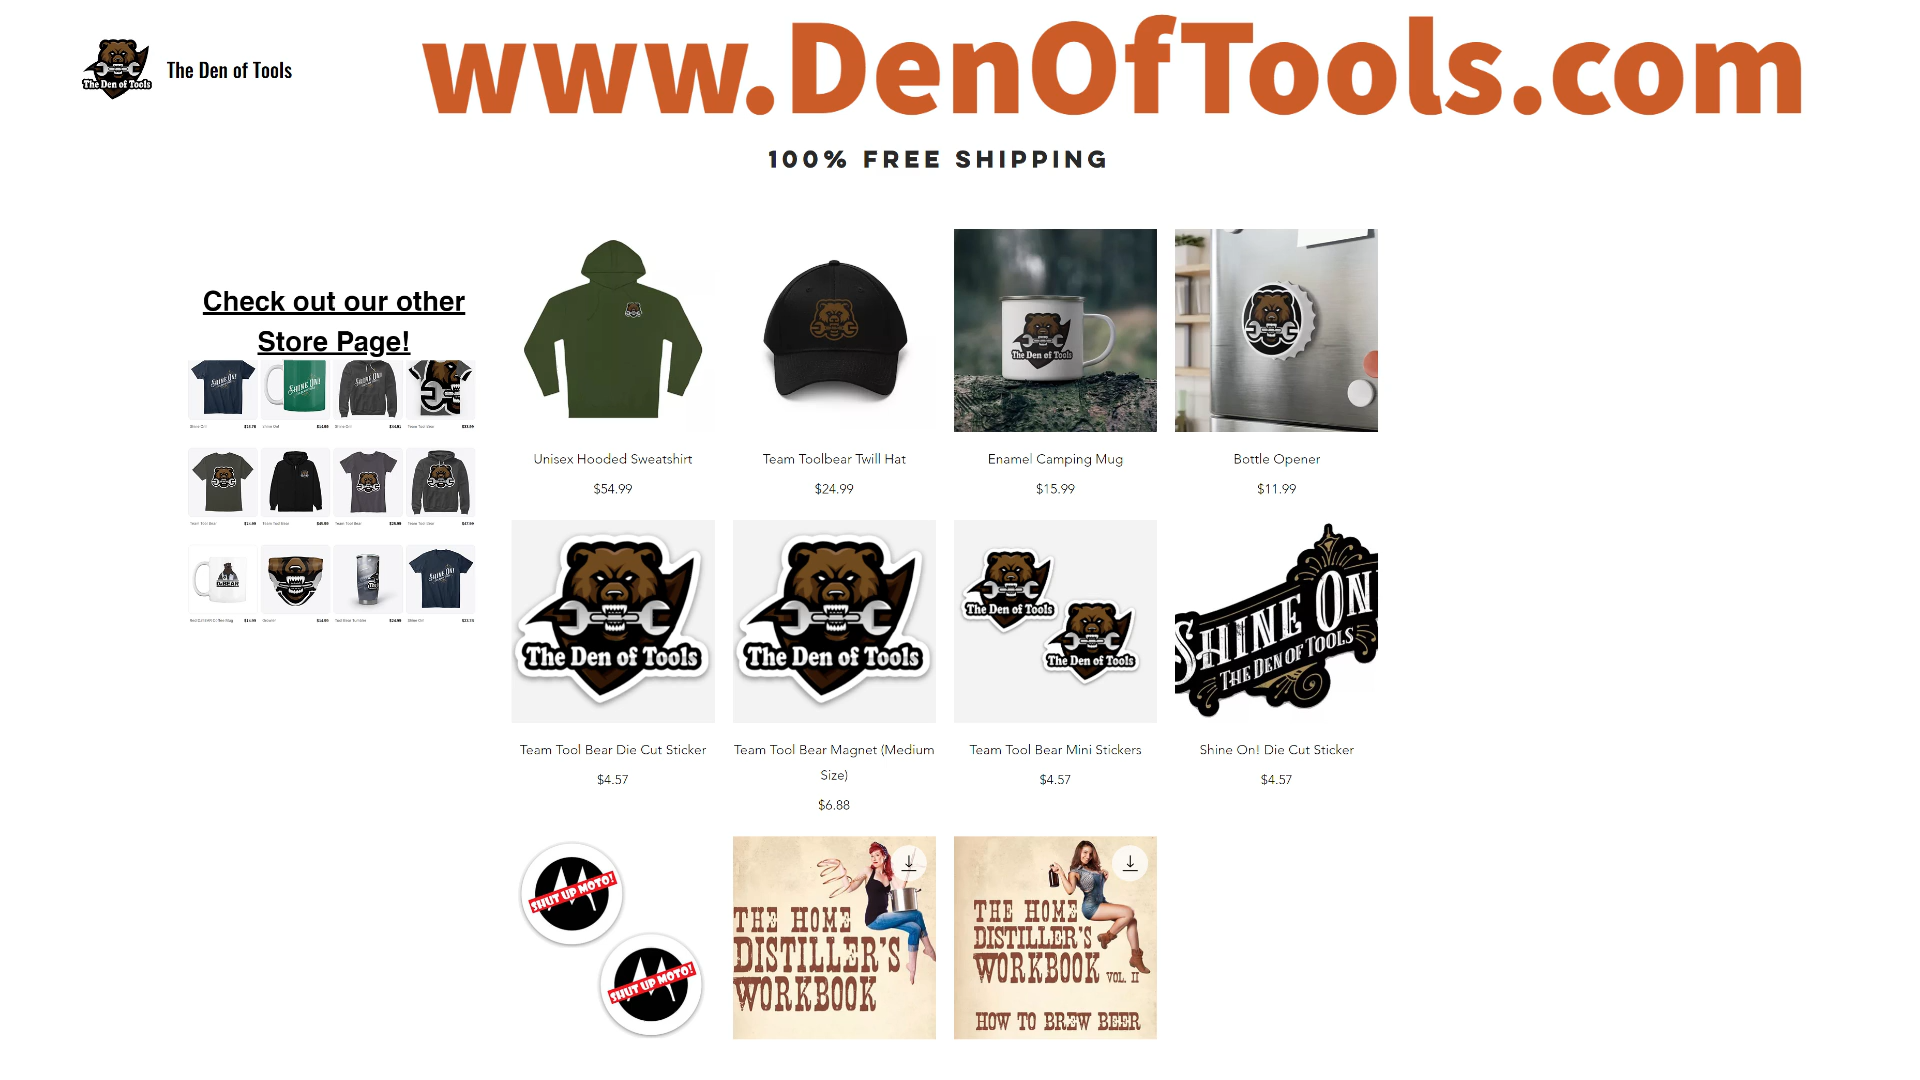 www.DenOfTools.com
The Den of Tools
The Den of Tools
100% FREE SHIPPING
Check out our other
Store Page!
The Den of Tools
Unisex Hooded Sweatshirt
Team Toolbear Twill Hat
Enamel Camping Mug
Bottle Opener
$54.99
$24.99
$15.99
$11.99
The Den of Tools
The Den of Tools
The Den of Tools
The Den of Tools
SHINE ON
THE DEN OF TOOLS
Team Tool Bear Die Cut Sticker
Team Tool Bear Magnet (Medium
Size)
Team Tool Bear Mini Stickers
Shine On! Die Cut Sticker
$4.57
$6.88
$4.57
$4.57
SHUT UP MOTO!
SHUT UP MOTO!
THE HOME
DISTILLER'S
WORKBOOK
THE HOME
DISTILLER'S
WORKBOOK VOL. II
HOW TO BREW BEER